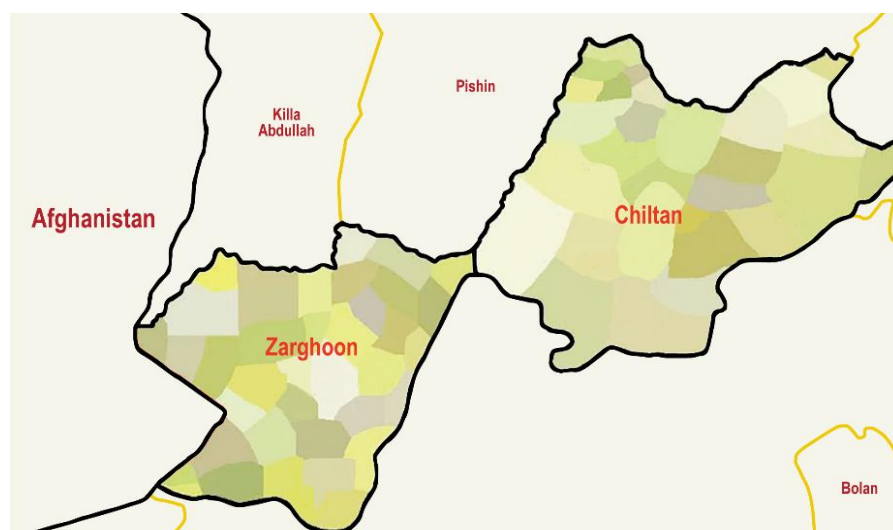 Pishin
Killa
Abdullah
Afghanistan
Chiltan
Zarghoon
Bolan